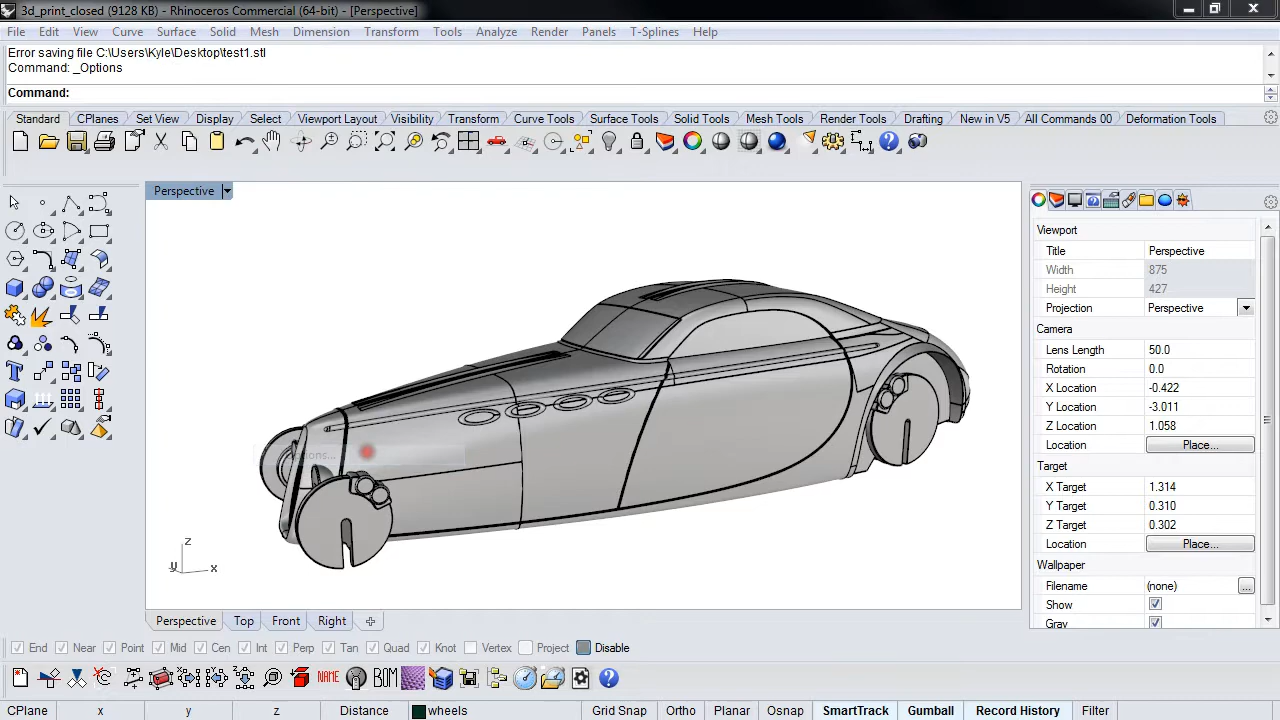 3d_print_closed (9128 KB) - Rhinoceros Commercial (64-bit) - [Perspective]
File Edit View Curve Surface Solid Mesh Dimension Transform Tools Analyze Render Panels T-Splines Help
Error saving file C:\Users\Kyle\Desktop\test1.stl
Command: _Options
Command:
Standard CPlanes Set View Display Select Viewport Layout Visibility Transform Curve Tools Surface Tools Solid Tools Mesh Tools Render Tools Drafting New in V5 All Commands 00 Deformation Tools
Perspective
Viewport
Title Perspective
Width 875
Height 427
Projection Perspective
Camera
Lens Length 50.0
Rotation 0.0
X Location -0.422
Y Location -3.011
Z Location 1.058
Location Place...
Target
X Target 1.314
Y Target 0.310
Z Target 0.302
Location Place...
Wallpaper
Filename (none) ...
Show
Gray
Options...
z
y x
Perspective Top Front Right
End Near Point Mid Cen Int Perp Tan Quad Knot Vertex Project Disable
NAME BOM
CPlane x y z Distance wheels Grid Snap Ortho Planar Osnap SmartTrack Gumball Record History Filter